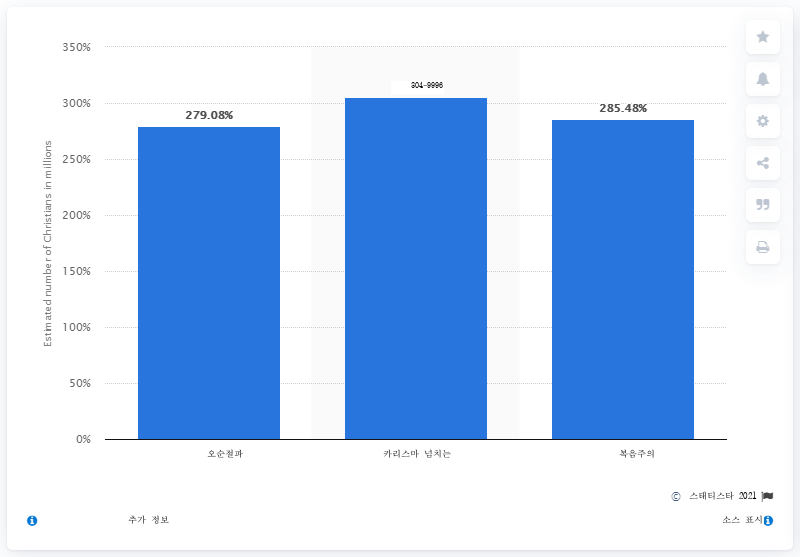 350%
304-9996
300%
279.08%
285.48%
250%
200%
150%
100%
50%
0%
Estimated number of Christians in millions
오순절파 카리스마 넘치는 복음주의
© 스태티스타 2021
추가 정보 소스 표시